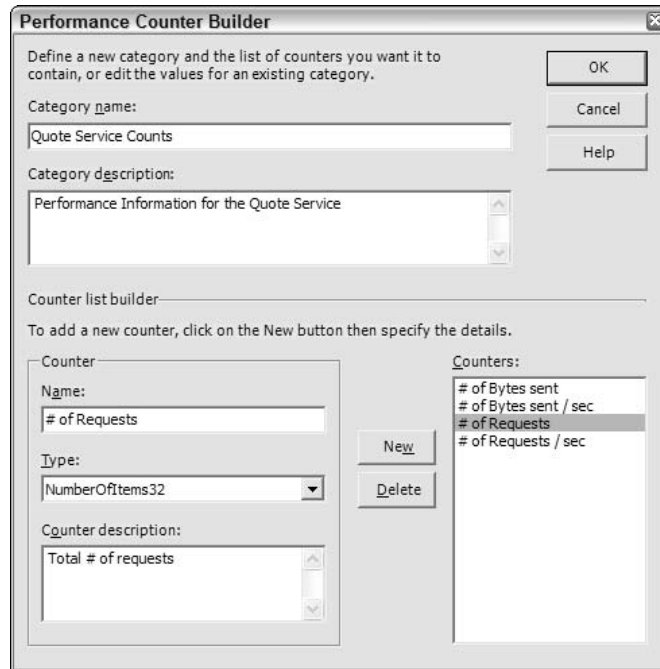 Performance Counter Builder
Define a new category and the list of counters you want it to
contain, or edit the values for an existing category.
OK
Cancel
Help
Category name:
Quote Service Counts
Category description:
Performance Information for the Quote Service
Counter list builder
To add a new counter, click on the New button then specify the details.
Counter
Name:
# of Requests
Type:
NumberOfItems32
Counter description:
Total # of requests
New
Delete
Counters:
# of Bytes sent
# of Bytes sent / sec
# of Requests
# of Requests / sec